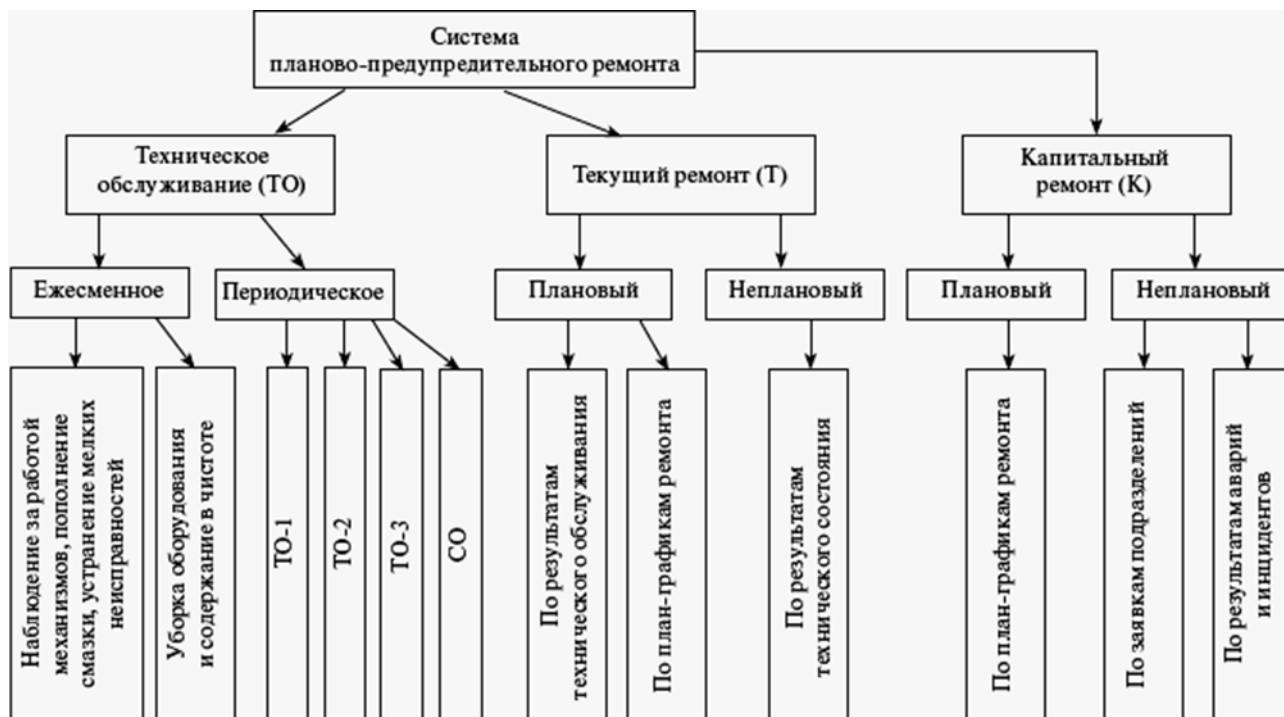 Система
планово-предупредительного ремонта
Техническое
обслуживание (ТО)
Текущий ремонт (Т)
Капитальный
ремонт (К)
Ежесменное
Периодическое
Плановый
Неплановый
Плановый
Неплановый
Наблюдение за работой
механизмов, пополнение
смазки, устранение мелких
неисправностей
Уборка оборудования
и содержание в чистоте
ТО-1
ТО-2
ТО-3
СО
По результатам
технического обслуживания
По план-графикам ремонта
По результатам
технического состояния
По план-графикам ремонта
По заявкам подразделений
По результатам аварий
и инцидентов